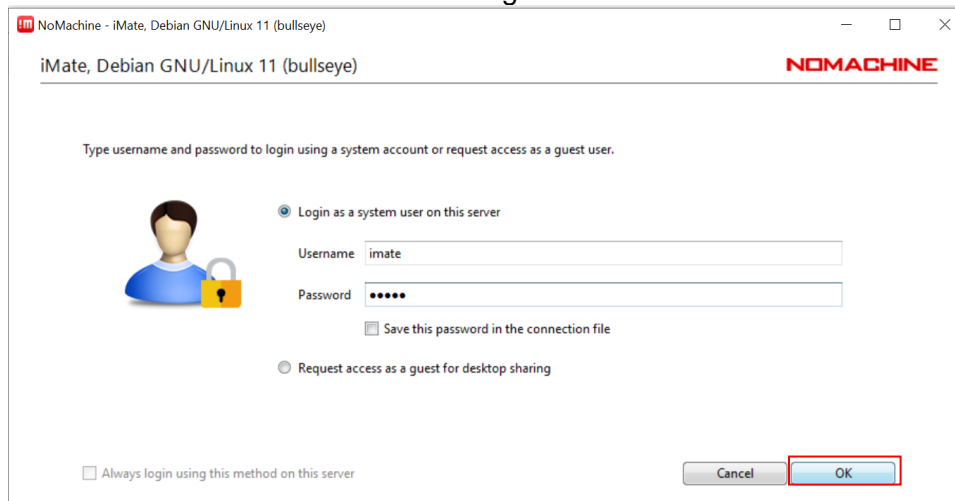 NoMachine - iMate, Debian GNU/Linux 11 (bullseye)
iMate, Debian GNU/Linux 11 (bullseye)
NOMACHINE
Type username and password to login using a system account or request access as a guest user.
Login as a system user on this server
Username imate
Password •••••
Save this password in the connection file
Request access as a guest for desktop sharing
Always login using this method on this server
Cancel
OK